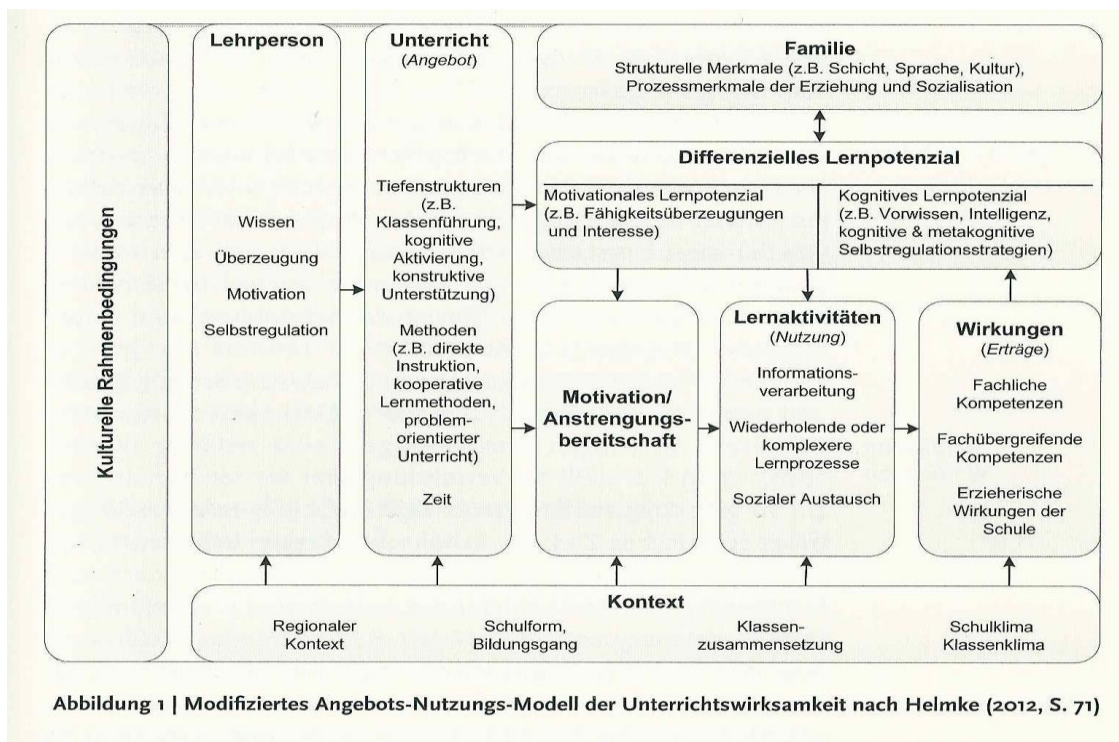 Kulturelle Rahmenbedingungen
Lehrperson
Wissen
Überzeugung
Motivation
Selbstregulation
Unterricht
(Angebot)
Tiefenstrukturen
(z.B.
Klassenführung,
kognitive
Aktivierung,
konstruktive
Unterstützung)
Methoden
(z.B. direkte
Instruktion,
kooperative
Lernmethoden,
problem-
orientierter
Unterricht)
Zeit
Familie
Strukturelle Merkmale (z.B. Schicht, Sprache, Kultur),
Prozessmerkmale der Erziehung und Sozialisation
Differenzielles Lernpotenzial
Motivationales Lernpotenzial
(z.B. Fähigkeitsüberzeugungen
und Interesse)
Kognitives Lernpotenzial
(z.B. Vorwissen, Intelligenz,
kognitive & metakognitive
Selbstregulationsstrategien)
Motivation/
Anstrengungs-
bereitschaft
Lernaktivitäten
(Nutzung)
Informations-
verarbeitung
Wiederholende oder
komplexere
Lernprozesse
Sozialer Austausch
Wirkungen
(Erträge)
Fachliche
Kompetenzen
Fachübergreifende
Kompetenzen
Erzieherische
Wirkungen der
Schule
Kontext
Regionaler
Kontext
Schulform,
Bildungsgang
Klassen-
zusammensetzung
Schulklima
Klassenklima
Abbildung 1 | Modifiziertes Angebots-Nutzungs-Modell der Unterrichtswirksamkeit nach Helmke (2012, S. 71)